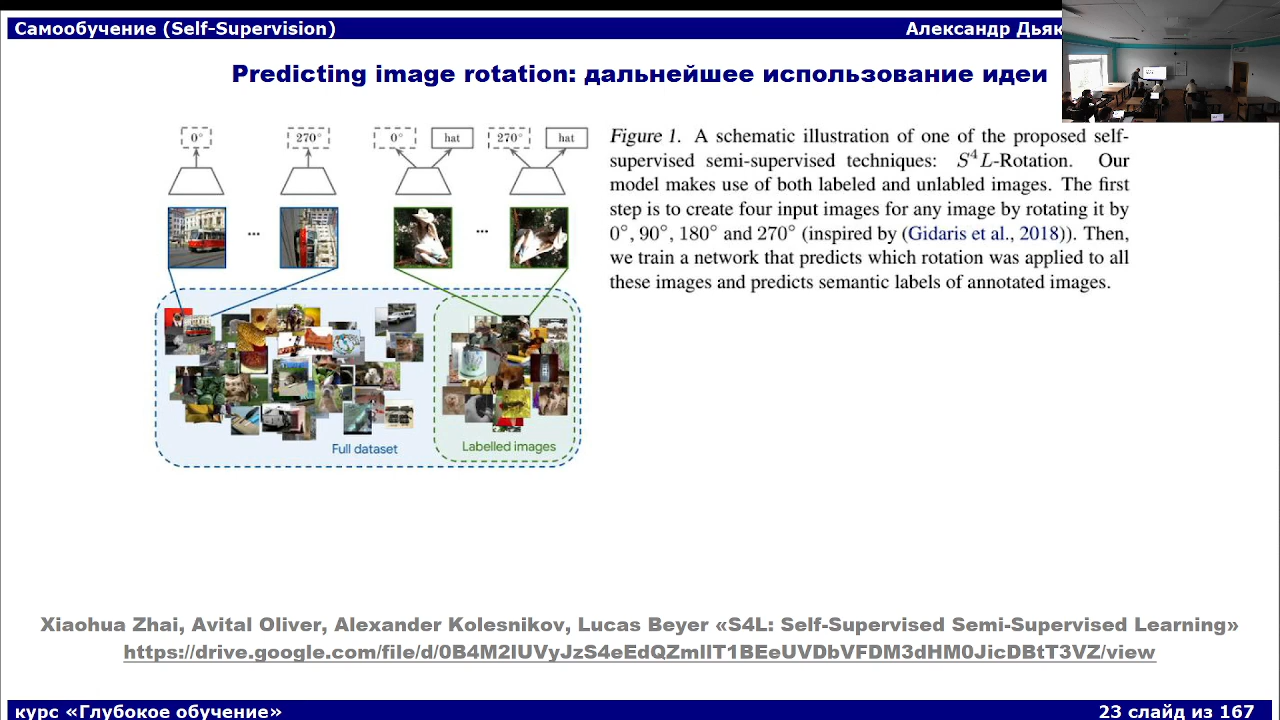 Самообучение (Self-Supervision)
Александр Дьяк
Predicting image rotation: дальнейшее использование идеи
0°
270°
0°
hat
270°
hat
...
...
Full dataset
Labelled images
Figure 1. A schematic illustration of one of the proposed self-
supervised semi-supervised techniques: S⁴L-Rotation. Our
model makes use of both labeled and unlabled images. The first
step is to create four input images for any image by rotating it by
0°, 90°, 180° and 270° (inspired by (Gidaris et al., 2018)). Then,
we train a network that predicts which rotation was applied to all
these images and predicts semantic labels of annotated images.
Xiaohua Zhai, Avital Oliver, Alexander Kolesnikov, Lucas Beyer «S4L: Self-Supervised Semi-Supervised Learning»
https://drive.google.com/file/d/0B4M2lUVyJzS4eEdQZmllT1BEeUVDbVFDM3dHM0JicDBtT3VZ/view
курс «Глубокое обучение»
23 слайд из 167